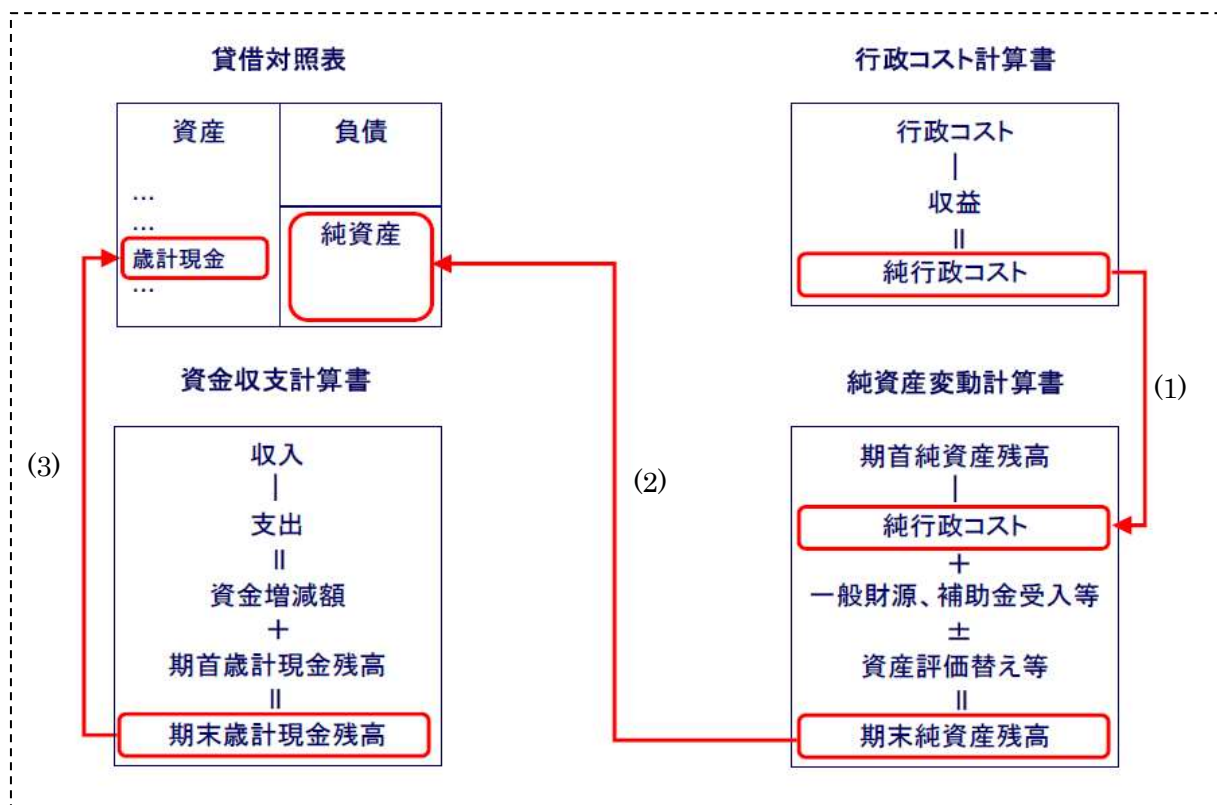 貸借対照表
資産
負債
…
…
歳計現金
…
純資産
行政コスト計算書
行政コスト
|
収益
||
純行政コスト
(1)
資金収支計算書
収入
|
支出
||
資金増減額
+
期首歳計現金残高
||
期末歳計現金残高
(3)
(2)
純資産変動計算書
期首純資産残高
|
純行政コスト
+
一般財源、補助金受入等
±
資産評価替え等
||
期末純資産残高